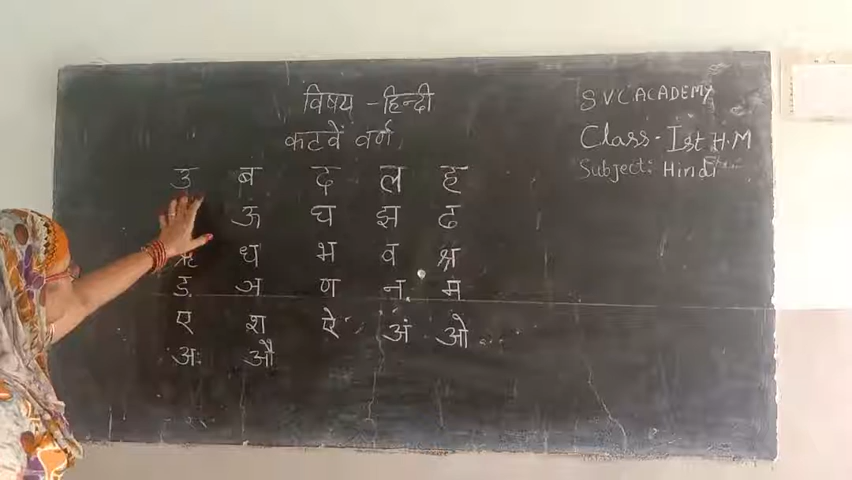 विषय - हिन्दी
कटवें वर्ण
S.V.C. ACADEMY
Class - Ist H.M
Subject: Hindi
उ ब द ल ह
ऊ घ झ ढ
ऋ ध भ व श्र
ड. ञ ण न. म
ए श ऐ अं ओ
अः औ